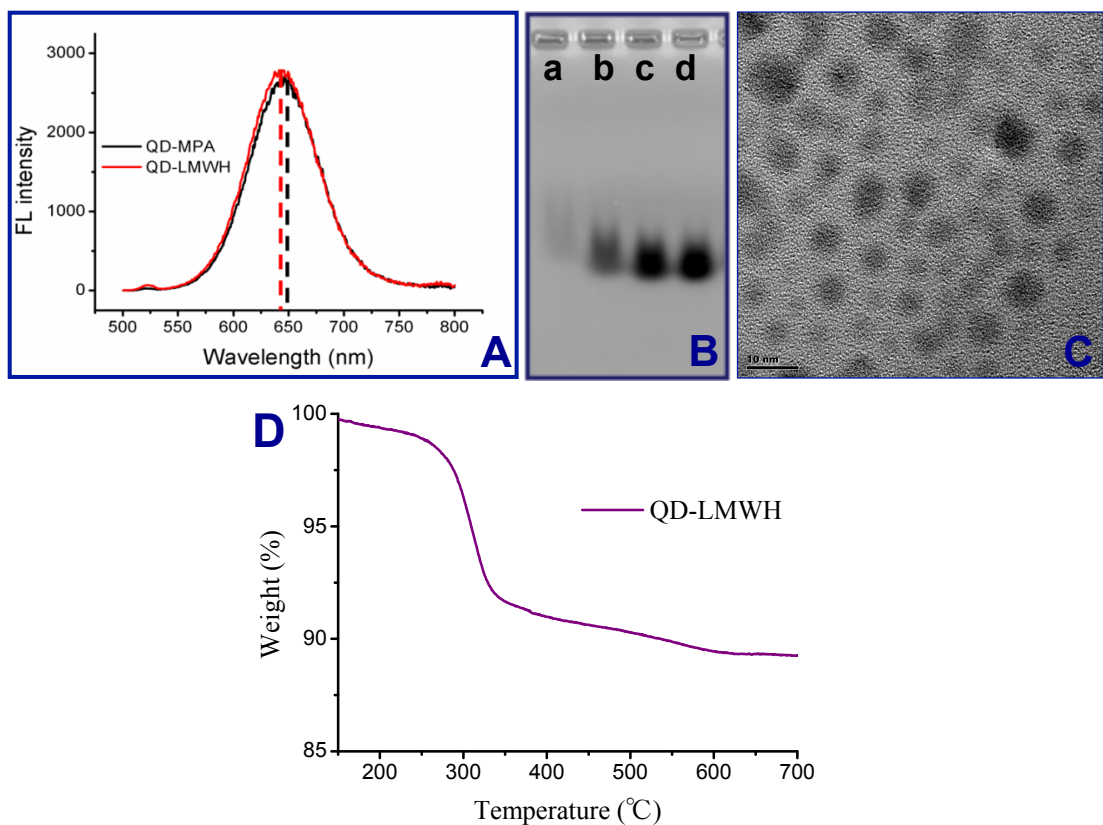 3000
2000
1000
0
FL intensity
QD-MPA
QD-LMWH
500 550 600 650 700 750 800
Wavelength (nm)
A
a b c d
B
10 nm
C
D
100
95
90
85
Weight (%)
QD-LMWH
200 300 400 500 600 700
Temperature (℃)